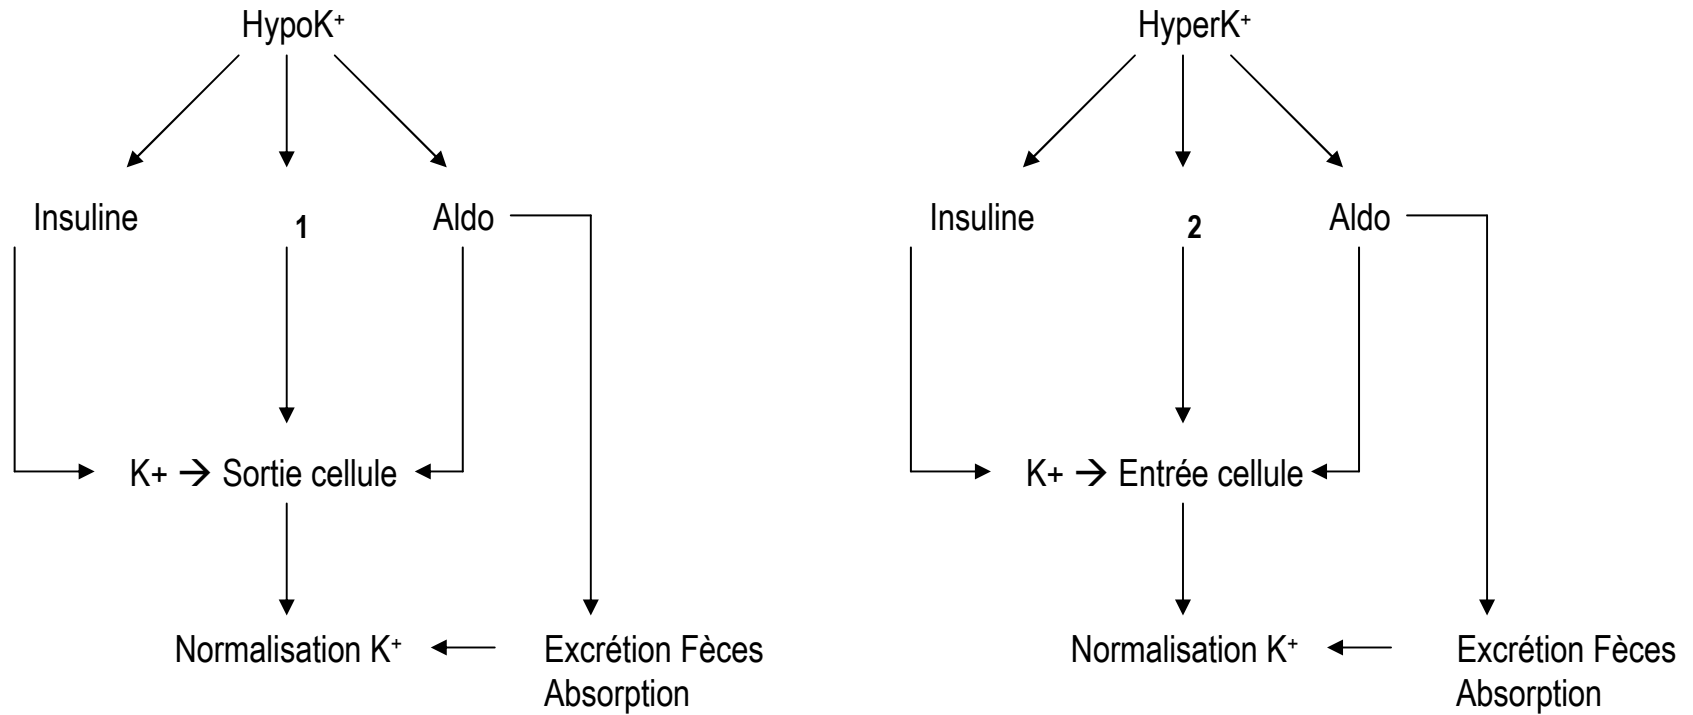 HypoK⁺
HyperK⁺
Insuline
1
Aldo
Insuline
2
Aldo
K+ → Sortie cellule
K+ → Entrée cellule
Normalisation K⁺
Excrétion Fèces
Absorption
Normalisation K⁺
Excrétion Fèces
Absorption